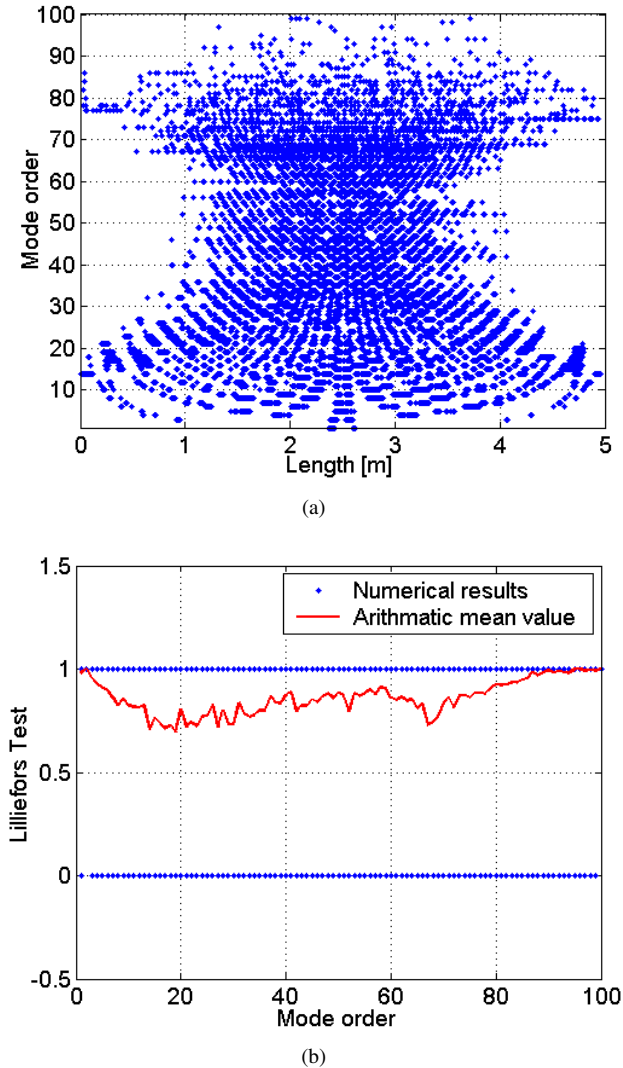 100
90
80
70
60
50
40
30
20
10
Mode order
0 1 2 3 4 5
Length [m]
(a)
1.5
1
0.5
0
-0.5
Lilliefors Test
Numerical results
Arithmatic mean value
0 20 40 60 80 100
Mode order
(b)